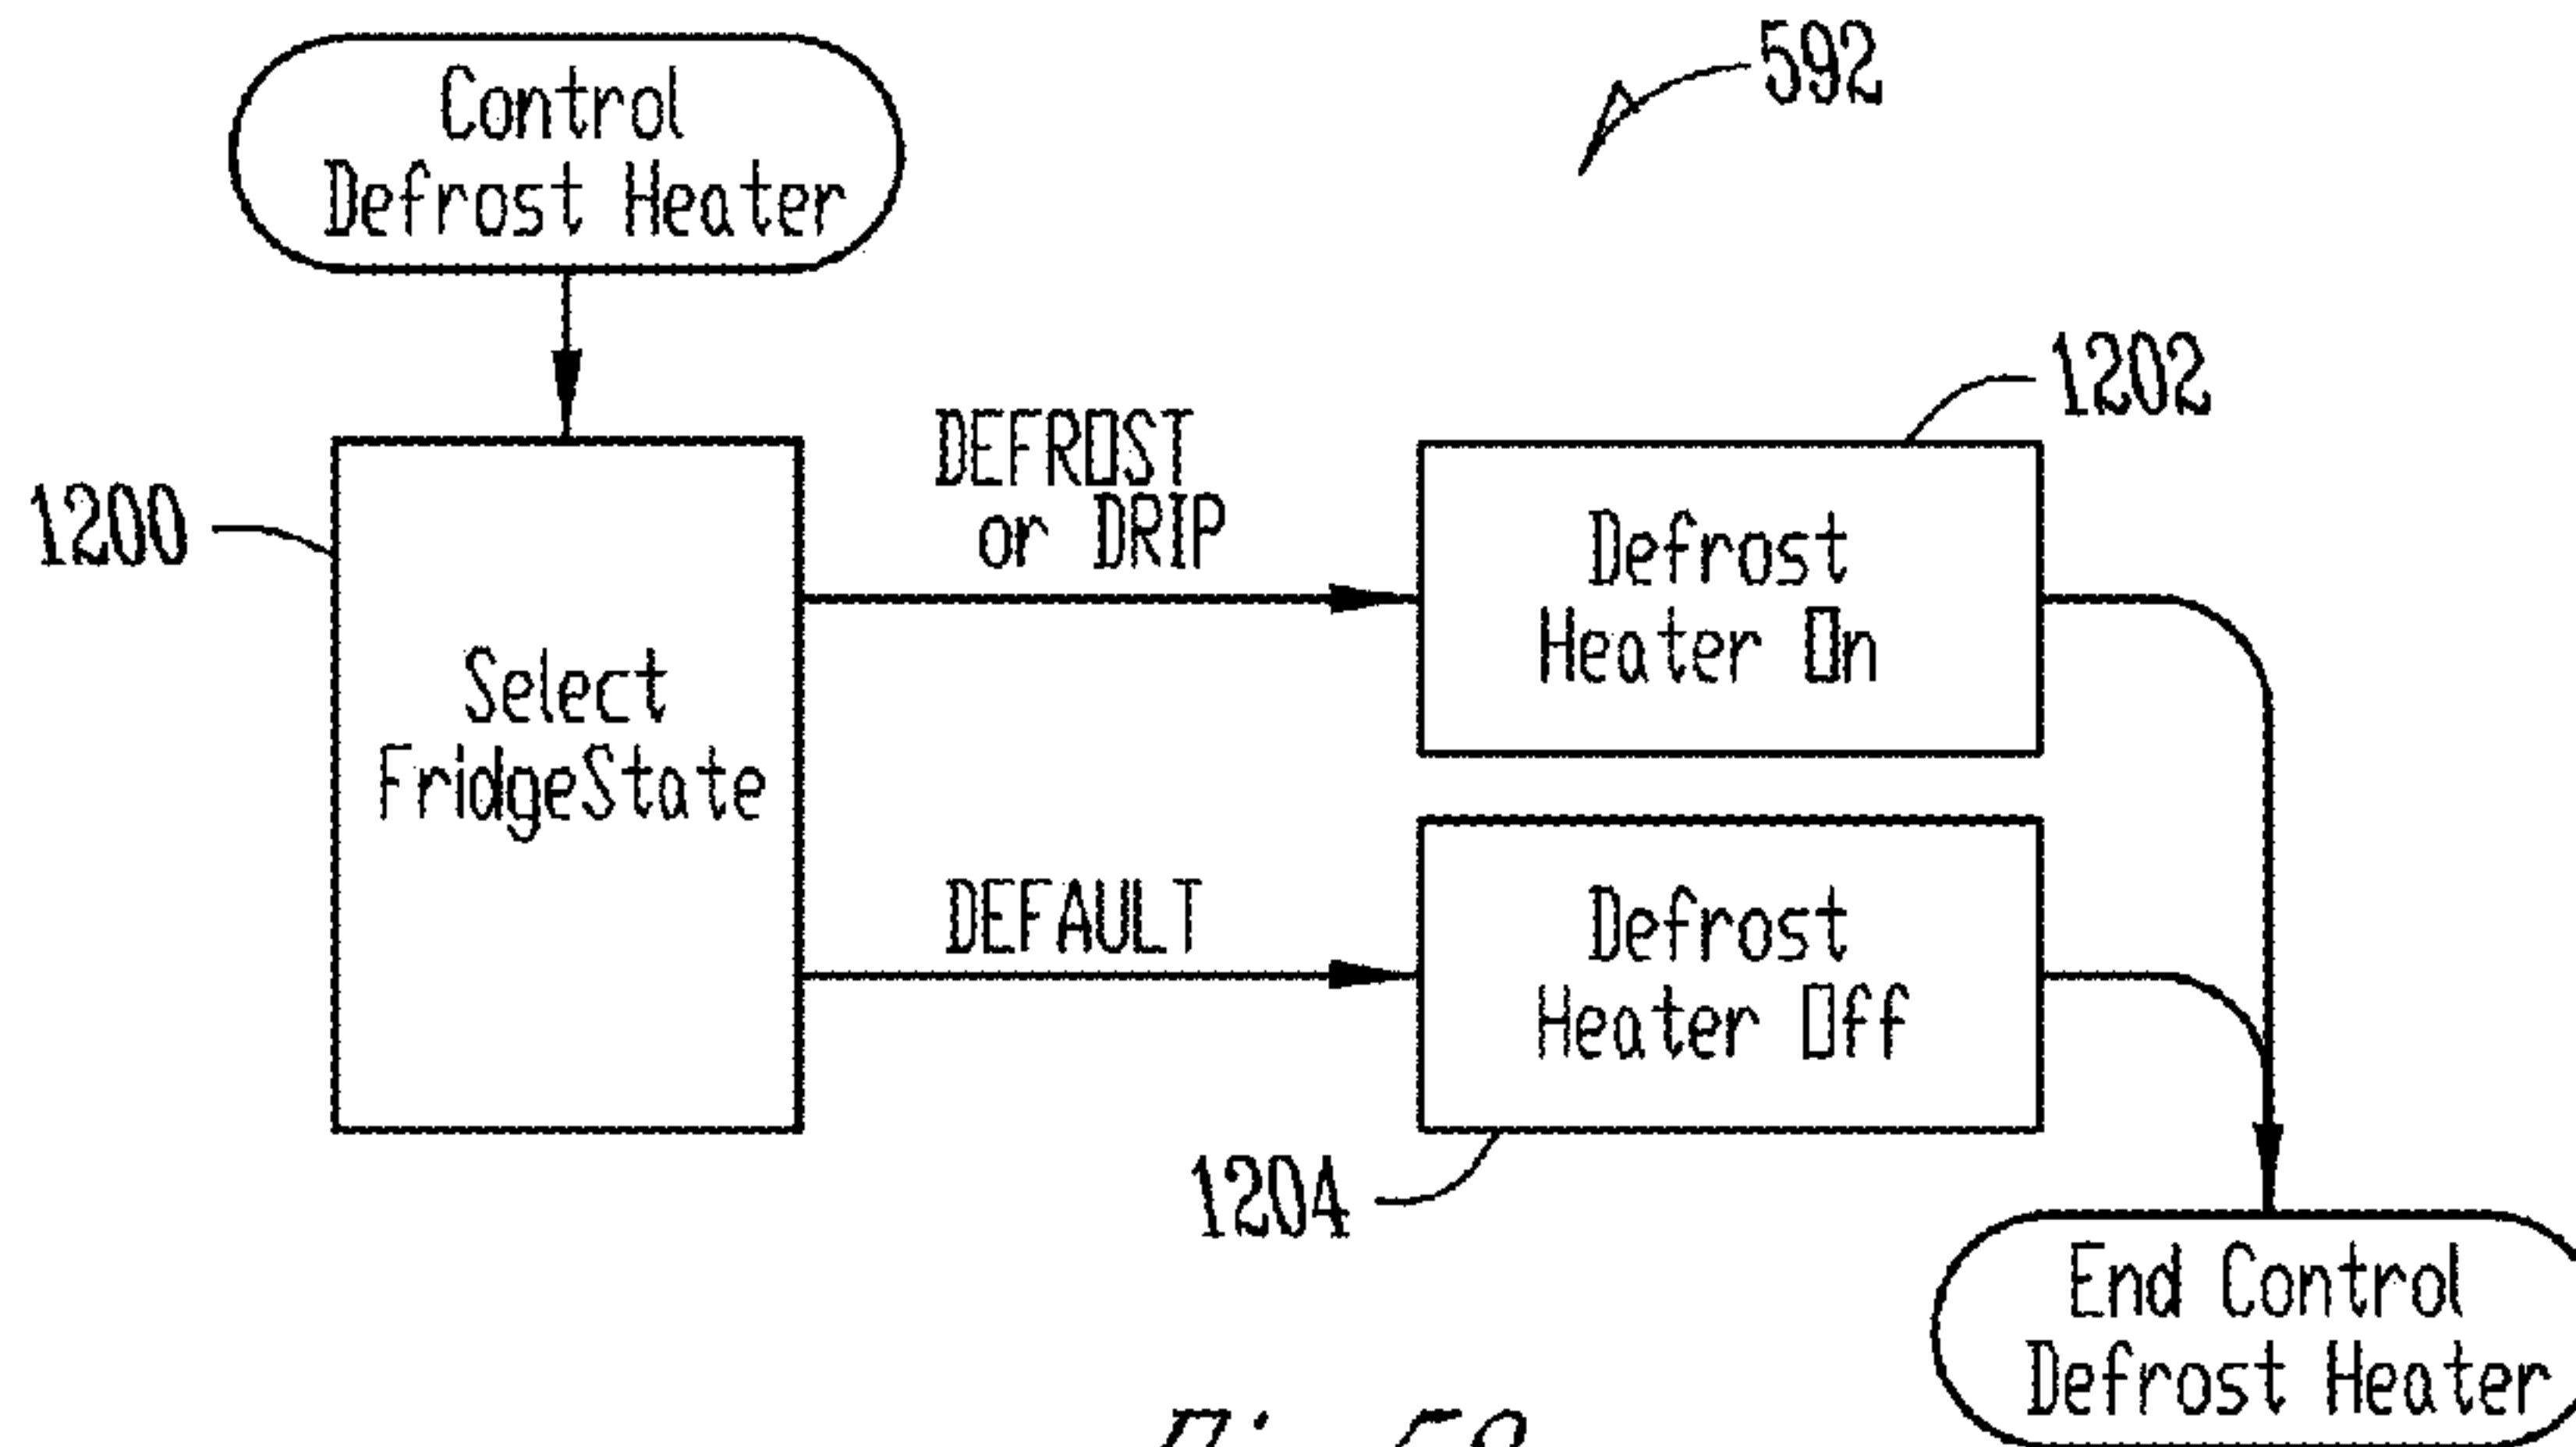 Control
Defrost Heater
592
1200
Select
FridgeState
DEFROST
or DRIP
1202
Defrost
Heater On
DEFAULT
Defrost
Heater Off
1204
End Control
Defrost Heater